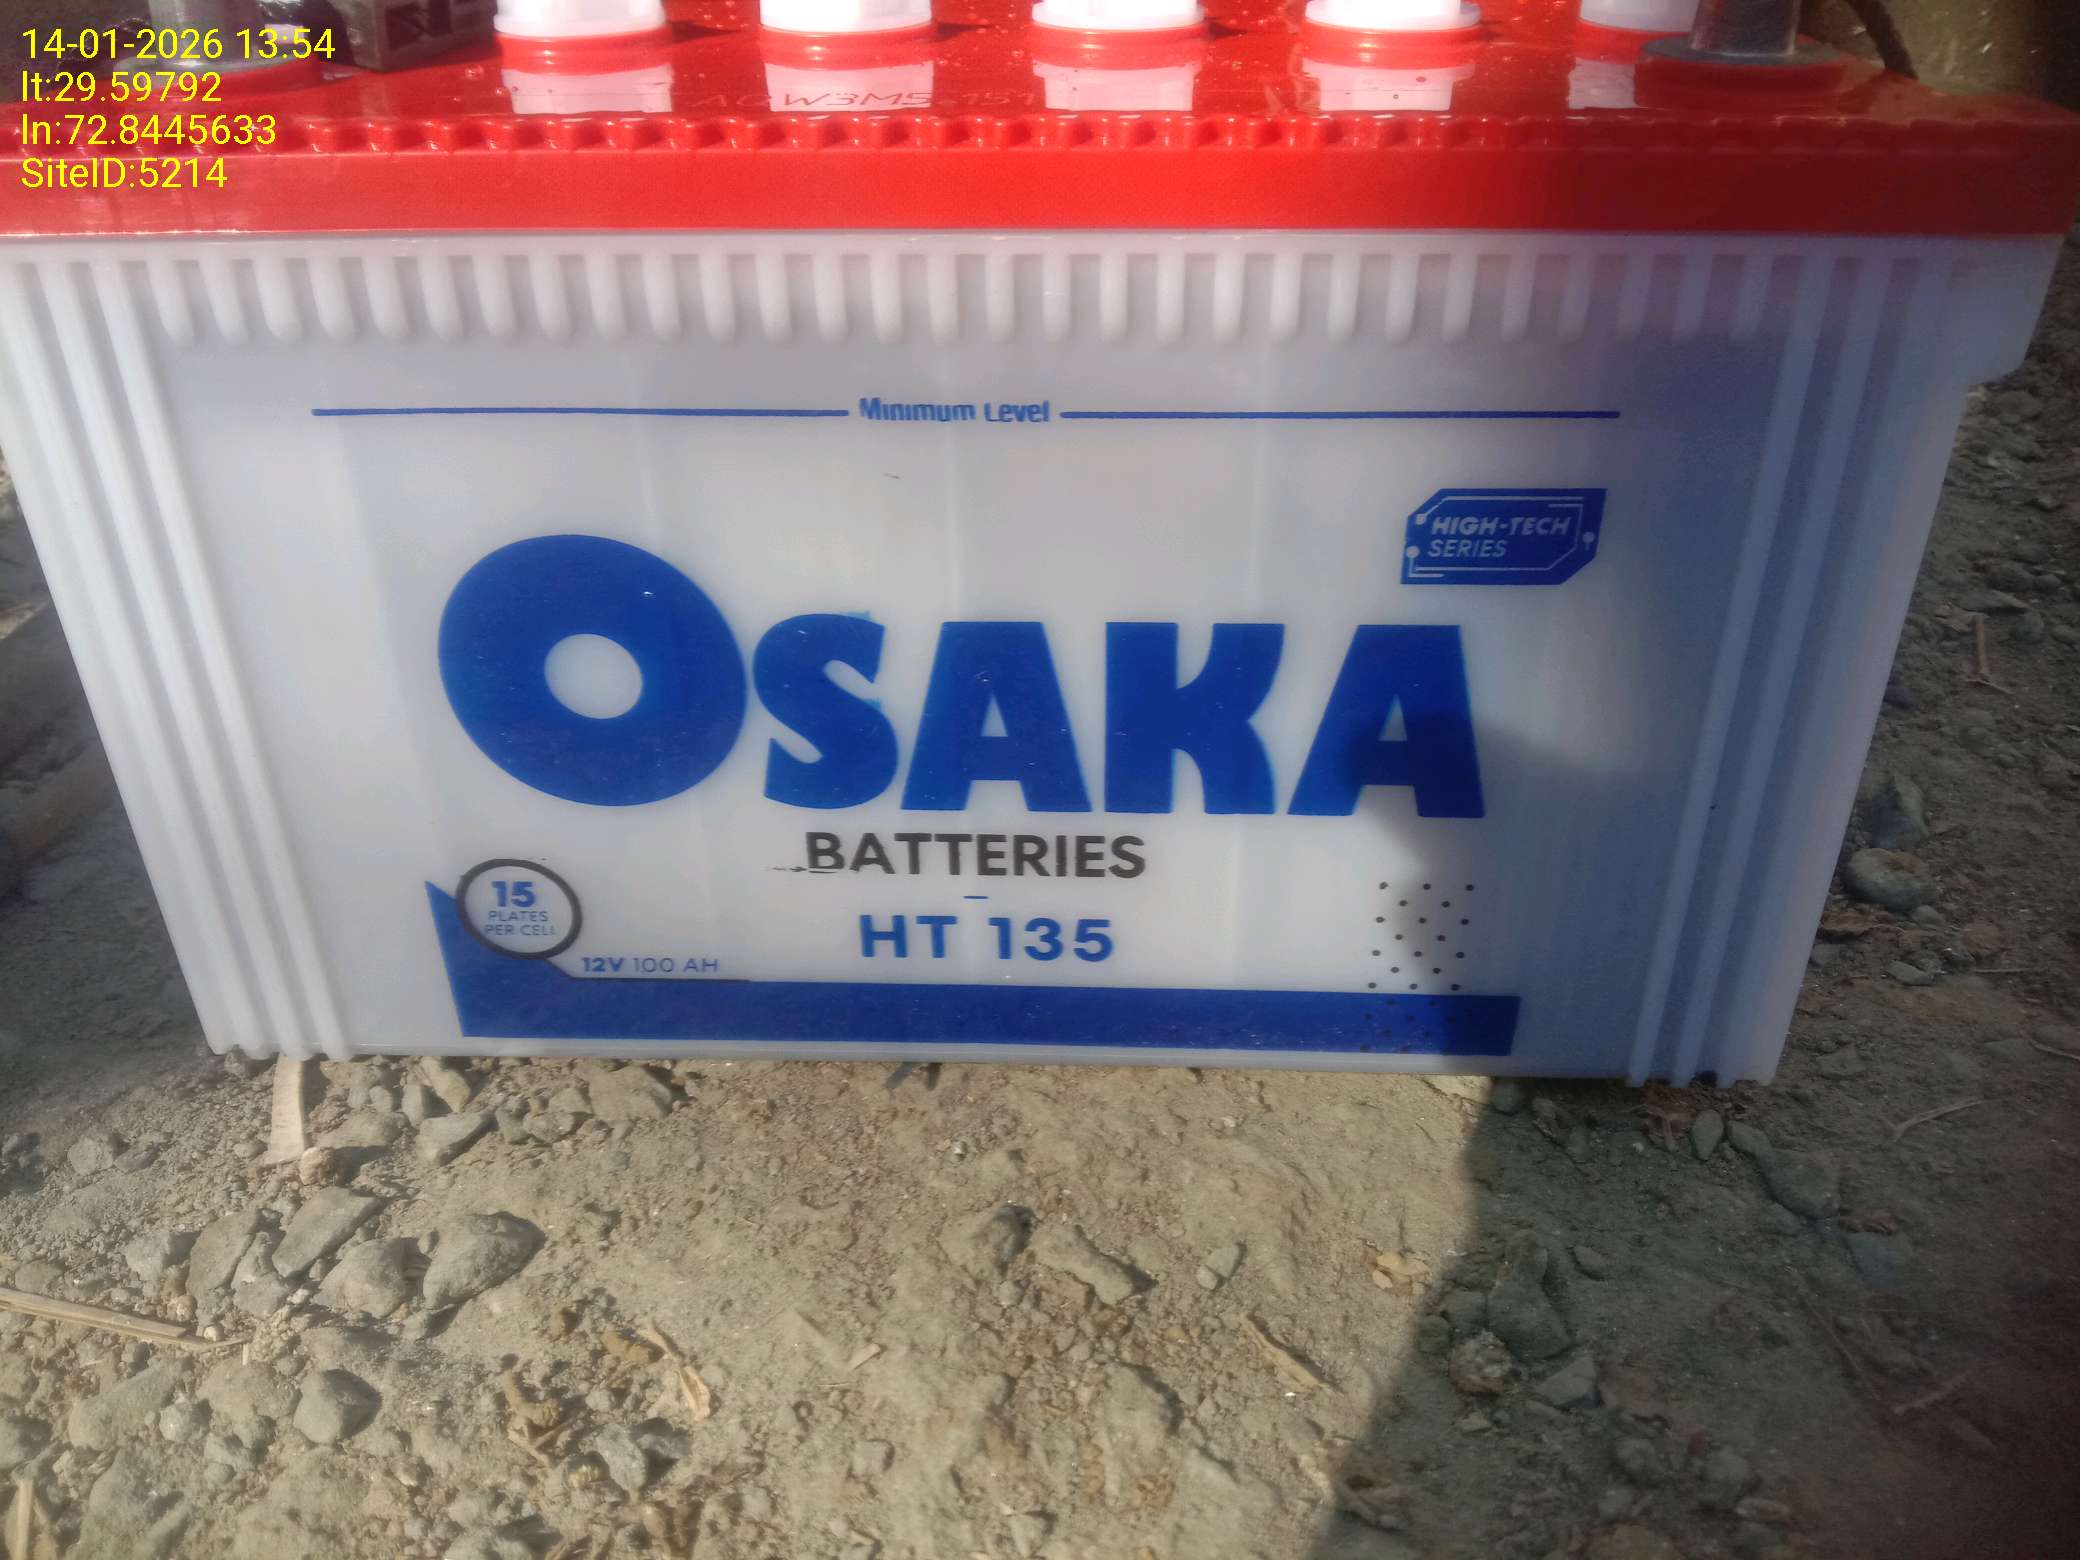 14-01-2026 13:54
lt:29.59792
ln:72.8445633
SiteID:5214
Minimum Level
HIGH-TECH
SERIES
OSAKA
BATTERIES
HT 135
15
PLATES
PER CELL
12V 100 AH